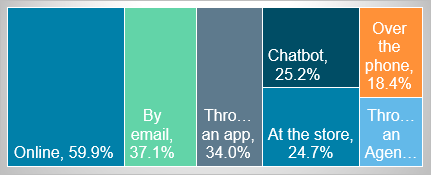 Online, 59.9%
By
email,
37.1%
Thro...
an app,
34.0%
Chatbot,
25.2%
At the store,
24.7%
Over
the
phone,
18.4%
Thro...
an
Agen...